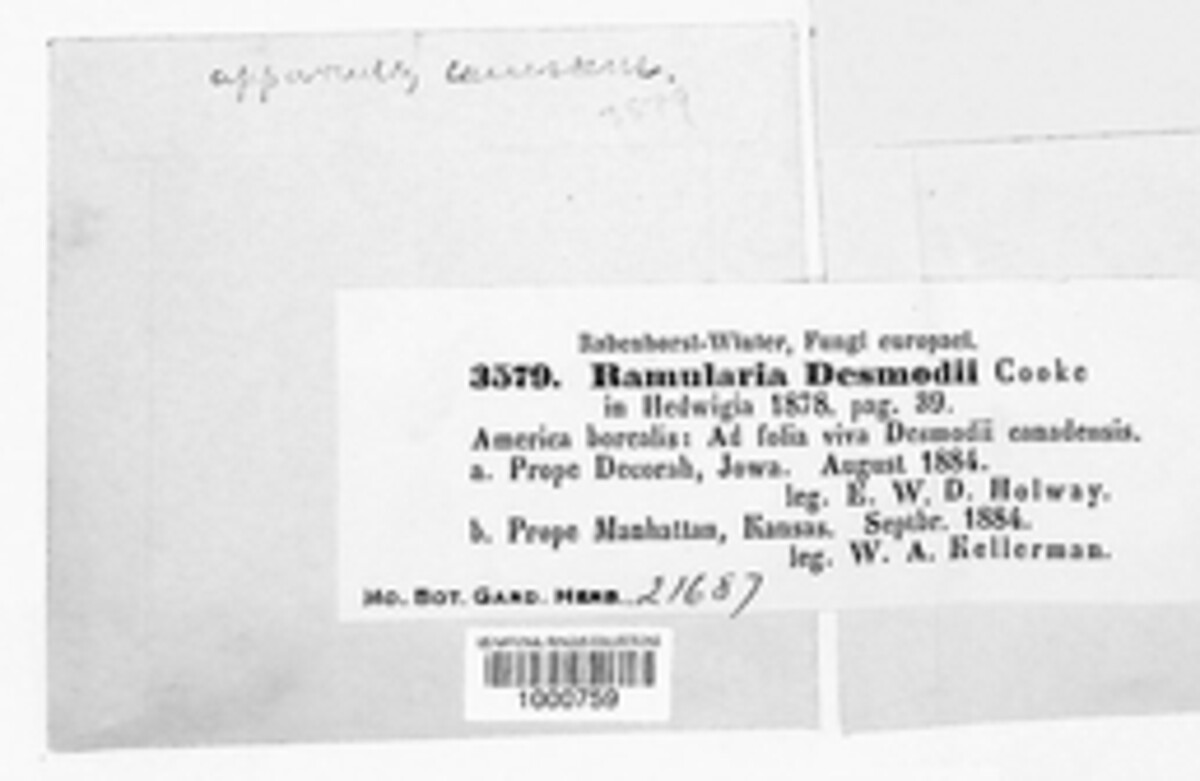 apparently
3579
Rabenhorst-Winter, Fungi europaei.
3579. Ramularia Desmodii Cooke
in Hedwigia 1878. pag. 39.
America borealis: Ad folia viva Desmodii canadensis.
a. Prope Decorah, Jowa. August 1884.
leg. E. W. D. Holway.
b. Prope Manhattan, Kansas. Septbr. 1884.
leg. W. A. Kellerman.
Mo. Bot. Gard. Herb. 21687
1000759